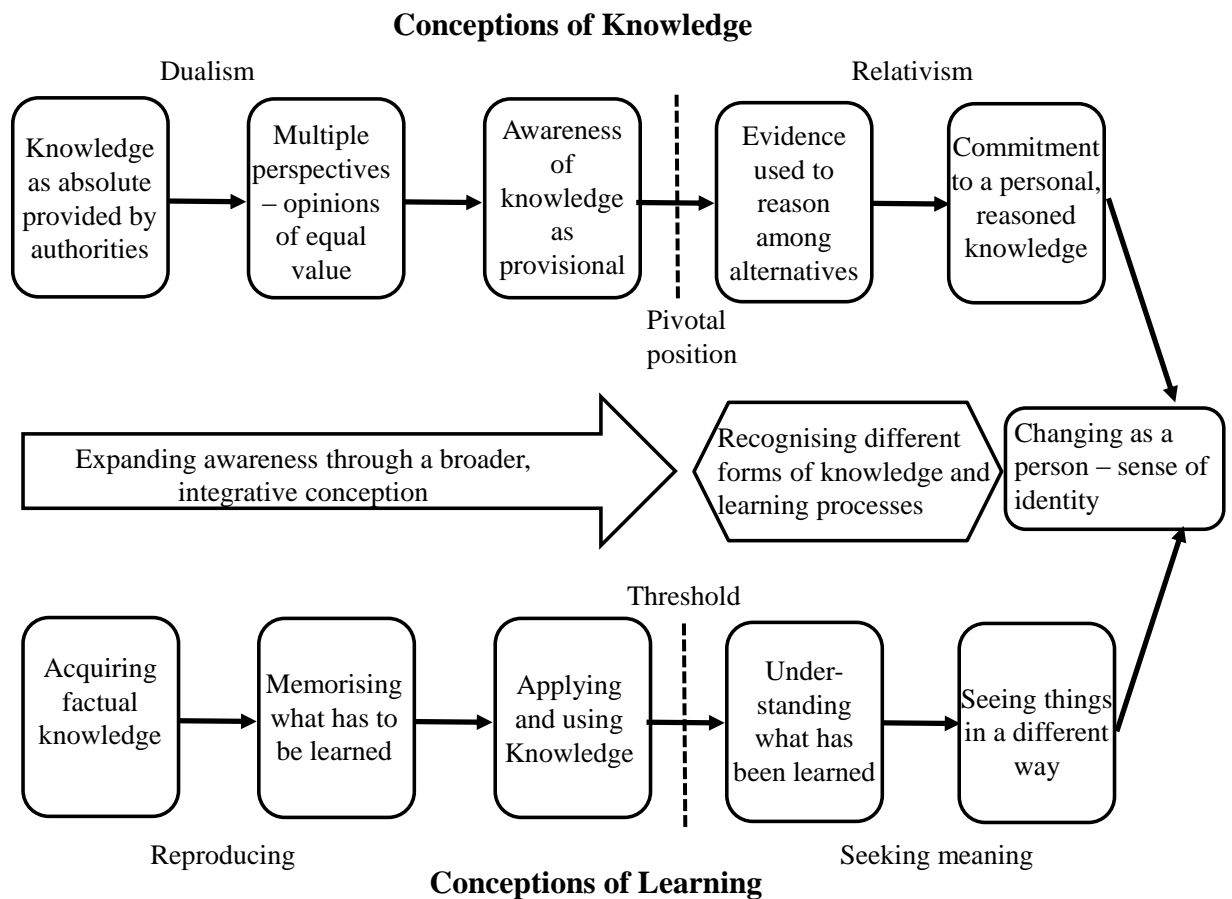 Conceptions of Knowledge
Dualism
Relativism
Knowledge
as absolute
provided by
authorities
Multiple
perspectives
– opinions
of equal
value
Awareness
of
knowledge
as
provisional
Evidence
used to
reason
among
alternatives
Commitment
to a personal,
reasoned
knowledge
Pivotal
position
Expanding awareness through a broader,
integrative conception
Recognising different
forms of knowledge and
learning processes
Changing as a
person – sense of
identity
Threshold
Acquiring
factual
knowledge
Memorising
what has to
be learned
Applying
and using
Knowledge
Under-
standing
what has
been learned
Seeing things
in a different
way
Reproducing
Seeking meaning
Conceptions of Learning